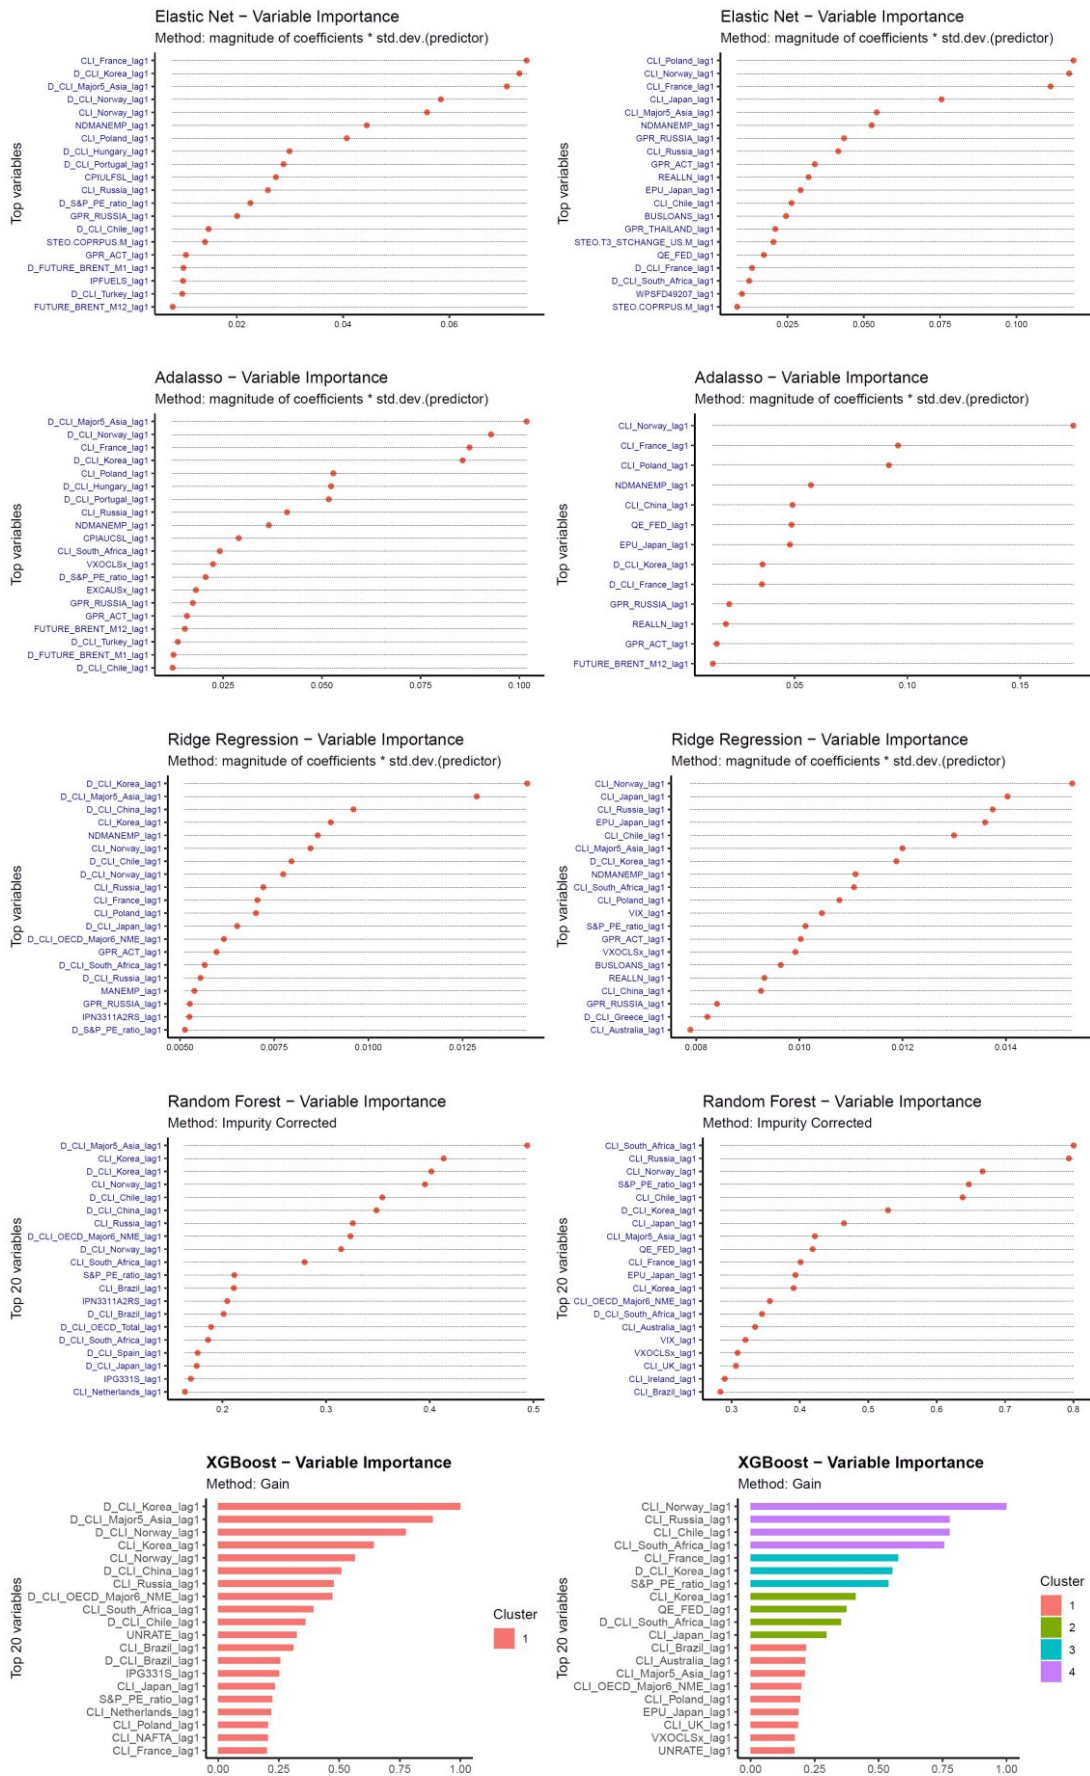 Elastic Net – Variable Importance
Method: magnitude of coefficients * std.dev.(predictor)
Top variables
CLI_France_lag1
D_CLI_Korea_lag1
D_CLI_Major5_Asia_lag1
D_CLI_Norway_lag1
CLI_Norway_lag1
NDMANEMP_lag1
CLI_Poland_lag1
D_CLI_Hungary_lag1
D_CLI_Portugal_lag1
CPIULFSL_lag1
CLI_Russia_lag1
D_S&P_PE_ratio_lag1
GPR_RUSSIA_lag1
D_CLI_Chile_lag1
STEO.COPRPUS.M_lag1
GPR_ACT_lag1
D_FUTURE_BRENT_M1_lag1
IPFUELS_lag1
D_CLI_Turkey_lag1
FUTURE_BRENT_M12_lag1
0.02 0.04 0.06
Elastic Net – Variable Importance
Method: magnitude of coefficients * std.dev.(predictor)
Top variables
CLI_Poland_lag1
CLI_Norway_lag1
CLI_France_lag1
CLI_Japan_lag1
CLI_Major5_Asia_lag1
NDMANEMP_lag1
GPR_RUSSIA_lag1
CLI_Russia_lag1
GPR_ACT_lag1
REALLN_lag1
EPU_Japan_lag1
CLI_Chile_lag1
BUSLOANS_lag1
GPR_THAILAND_lag1
STEO.T3_STCHANGE_US.M_lag1
QE_FED_lag1
D_CLI_France_lag1
D_CLI_South_Africa_lag1
WPSFD49207_lag1
STEO.COPRPUS.M_lag1
0.025 0.050 0.075 0.100
Adalasso – Variable Importance
Method: magnitude of coefficients * std.dev.(predictor)
Top variables
D_CLI_Major5_Asia_lag1
D_CLI_Norway_lag1
CLI_France_lag1
D_CLI_Korea_lag1
CLI_Poland_lag1
D_CLI_Hungary_lag1
D_CLI_Portugal_lag1
CLI_Russia_lag1
NDMANEMP_lag1
CPIAUCSL_lag1
CLI_South_Africa_lag1
VXOCLSx_lag1
D_S&P_PE_ratio_lag1
EXCAUSx_lag1
GPR_RUSSIA_lag1
GPR_ACT_lag1
FUTURE_BRENT_M12_lag1
D_CLI_Turkey_lag1
D_FUTURE_BRENT_M1_lag1
D_CLI_Chile_lag1
0.025 0.050 0.075 0.100
Adalasso – Variable Importance
Method: magnitude of coefficients * std.dev.(predictor)
Top variables
CLI_Norway_lag1
CLI_France_lag1
CLI_Poland_lag1
NDMANEMP_lag1
CLI_China_lag1
QE_FED_lag1
EPU_Japan_lag1
D_CLI_Korea_lag1
D_CLI_France_lag1
GPR_RUSSIA_lag1
REALLN_lag1
GPR_ACT_lag1
FUTURE_BRENT_M12_lag1
0.05 0.10 0.15
Ridge Regression – Variable Importance
Method: magnitude of coefficients * std.dev.(predictor)
Top variables
D_CLI_Korea_lag1
D_CLI_Major5_Asia_lag1
D_CLI_China_lag1
CLI_Korea_lag1
NDMANEMP_lag1
CLI_Norway_lag1
D_CLI_Chile_lag1
D_CLI_Norway_lag1
CLI_Russia_lag1
CLI_France_lag1
CLI_Poland_lag1
D_CLI_Japan_lag1
D_CLI_OECD_Major6_NME_lag1
GPR_ACT_lag1
D_CLI_South_Africa_lag1
D_CLI_Russia_lag1
MANEMP_lag1
GPR_RUSSIA_lag1
IPN3311A2RS_lag1
D_S&P_PE_ratio_lag1
0.0050 0.0075 0.0100 0.0125
Ridge Regression – Variable Importance
Method: magnitude of coefficients * std.dev.(predictor)
Top variables
CLI_Norway_lag1
CLI_Japan_lag1
CLI_Russia_lag1
EPU_Japan_lag1
CLI_Chile_lag1
CLI_Major5_Asia_lag1
D_CLI_Korea_lag1
NDMANEMP_lag1
CLI_South_Africa_lag1
CLI_Poland_lag1
VIX_lag1
S&P_PE_ratio_lag1
GPR_ACT_lag1
VXOCLSx_lag1
BUSLOANS_lag1
REALLN_lag1
CLI_China_lag1
GPR_RUSSIA_lag1
D_CLI_Greece_lag1
CLI_Australia_lag1
0.008 0.010 0.012 0.014
Random Forest – Variable Importance
Method: Impurity Corrected
Top 20 variables
D_CLI_Major5_Asia_lag1
CLI_Korea_lag1
D_CLI_Korea_lag1
CLI_Norway_lag1
D_CLI_Chile_lag1
D_CLI_China_lag1
CLI_Russia_lag1
D_CLI_OECD_Major6_NME_lag1
D_CLI_Norway_lag1
CLI_South_Africa_lag1
S&P_PE_ratio_lag1
CLI_Brazil_lag1
IPN3311A2RS_lag1
D_CLI_Brazil_lag1
D_CLI_OECD_Total_lag1
D_CLI_South_Africa_lag1
D_CLI_Spain_lag1
D_CLI_Japan_lag1
IPG331S_lag1
CLI_Netherlands_lag1
0.2 0.3 0.4 0.5
Random Forest – Variable Importance
Method: Impurity Corrected
Top 20 variables
CLI_South_Africa_lag1
CLI_Russia_lag1
CLI_Norway_lag1
S&P_PE_ratio_lag1
CLI_Chile_lag1
D_CLI_Korea_lag1
CLI_Japan_lag1
CLI_Major5_Asia_lag1
QE_FED_lag1
CLI_France_lag1
EPU_Japan_lag1
CLI_Korea_lag1
CLI_OECD_Major6_NME_lag1
D_CLI_South_Africa_lag1
CLI_Australia_lag1
VIX_lag1
VXOCLSx_lag1
CLI_UK_lag1
CLI_Ireland_lag1
CLI_Brazil_lag1
0.3 0.4 0.5 0.6 0.7 0.8
XGBoost – Variable Importance
Method: Gain
Top 20 variables
D_CLI_Korea_lag1
D_CLI_Major5_Asia_lag1
D_CLI_Norway_lag1
CLI_Korea_lag1
CLI_Norway_lag1
D_CLI_China_lag1
CLI_Russia_lag1
D_CLI_OECD_Major6_NME_lag1
CLI_South_Africa_lag1
D_CLI_Chile_lag1
UNRATE_lag1
CLI_Brazil_lag1
D_CLI_Brazil_lag1
IPG331S_lag1
CLI_Japan_lag1
S&P_PE_ratio_lag1
CLI_Netherlands_lag1
CLI_Poland_lag1
CLI_NAFTA_lag1
CLI_France_lag1
0.00 0.25 0.50 0.75 1.00
Cluster
1
XGBoost – Variable Importance
Method: Gain
Top 20 variables
CLI_Norway_lag1
CLI_Russia_lag1
CLI_Chile_lag1
CLI_South_Africa_lag1
CLI_France_lag1
D_CLI_Korea_lag1
S&P_PE_ratio_lag1
CLI_Korea_lag1
QE_FED_lag1
D_CLI_South_Africa_lag1
CLI_Japan_lag1
CLI_Brazil_lag1
CLI_Australia_lag1
CLI_Major5_Asia_lag1
CLI_OECD_Major6_NME_lag1
CLI_Poland_lag1
EPU_Japan_lag1
CLI_UK_lag1
VXOCLSx_lag1
UNRATE_lag1
0.00 0.25 0.50 0.75 1.00
Cluster
1
2
3
4